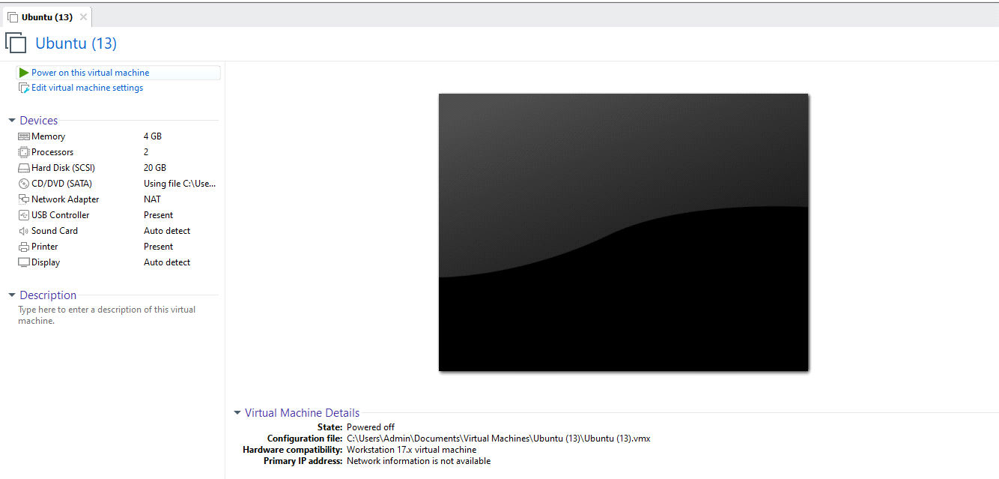 Ubuntu (13)
Ubuntu (13)
Power on this virtual machine
Edit virtual machine settings
Devices
Memory 4 GB
Processors 2
Hard Disk (SCSI) 20 GB
CD/DVD (SATA) Using file C:\Use...
Network Adapter NAT
USB Controller Present
Sound Card Auto detect
Printer Present
Display Auto detect
Description
Type here to enter a description of this virtual
machine.
Virtual Machine Details
State: Powered off
Configuration file: C:\Users\Admin\Documents\Virtual Machines\Ubuntu (13)\Ubuntu (13).vmx
Hardware compatibility: Workstation 17.x virtual machine
Primary IP address: Network information is not available